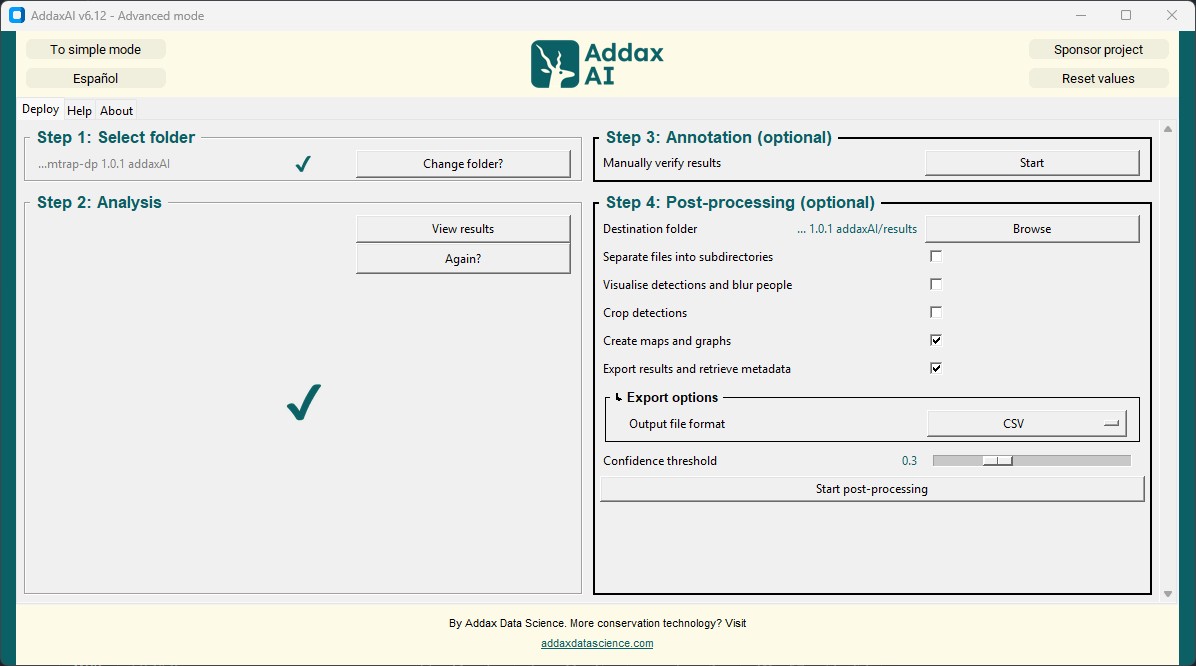 AddaxAI v6.12 - Advanced mode
To simple mode
Español
Addax
AI
Sponsor project
Reset values
Deploy Help About
Step 1: Select folder
...mtrap-dp 1.0.1 addaxAI
Change folder?
Step 2: Analysis
View results
Again?
Step 3: Annotation (optional)
Manually verify results
Start
Step 4: Post-processing (optional)
Destination folder ... 1.0.1 addaxAI/results Browse
Separate files into subdirectories
Visualise detections and blur people
Crop detections
Create maps and graphs
Export results and retrieve metadata
↳ Export options
Output file format CSV
Confidence threshold 0.3
Start post-processing
By Addax Data Science. More conservation technology? Visit
addaxdatascience.com